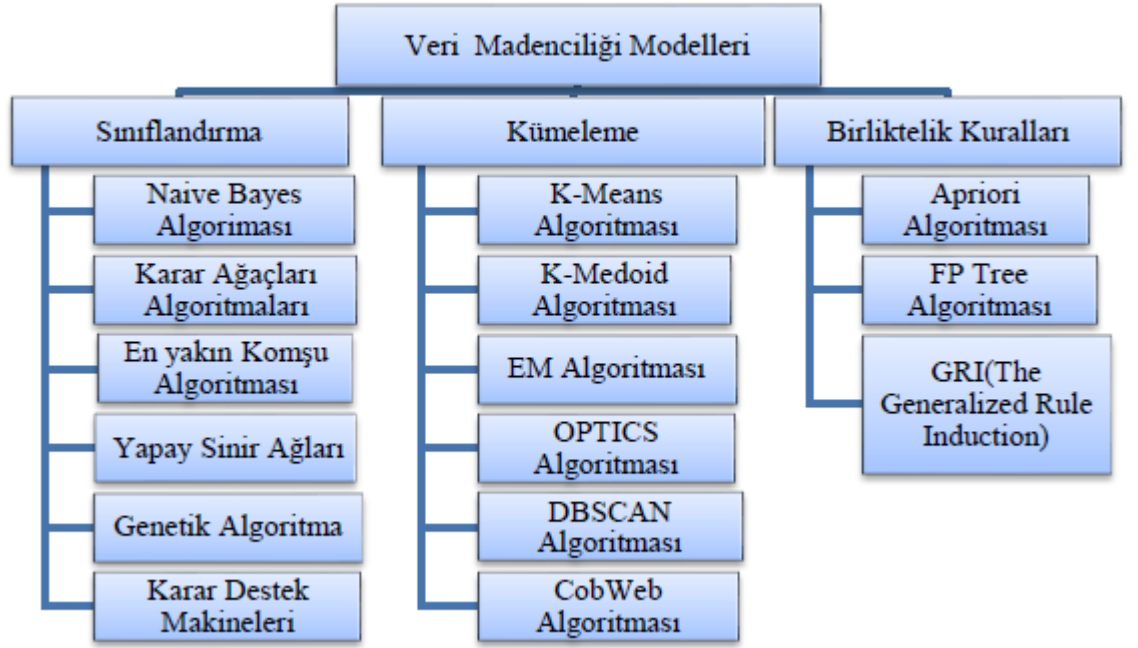 Veri Madenciliği Modelleri
Sınıflandırma
Naive Bayes
Algoriması
Karar Ağaçları
Algoritmaları
En yakın Komşu
Algoritması
Yapay Sinir Ağları
Genetik Algoritma
Karar Destek
Makineleri
Kümeleme
K-Means
Algoritması
K-Medoid
Algoritması
EM Algoritması
OPTICS
Algoritması
DBSCAN
Algoritması
CobWeb
Algoritması
Birliktelik Kuralları
Apriori
Algoritması
FP Tree
Algoritması
GRI(The
Generalized Rule
Induction)